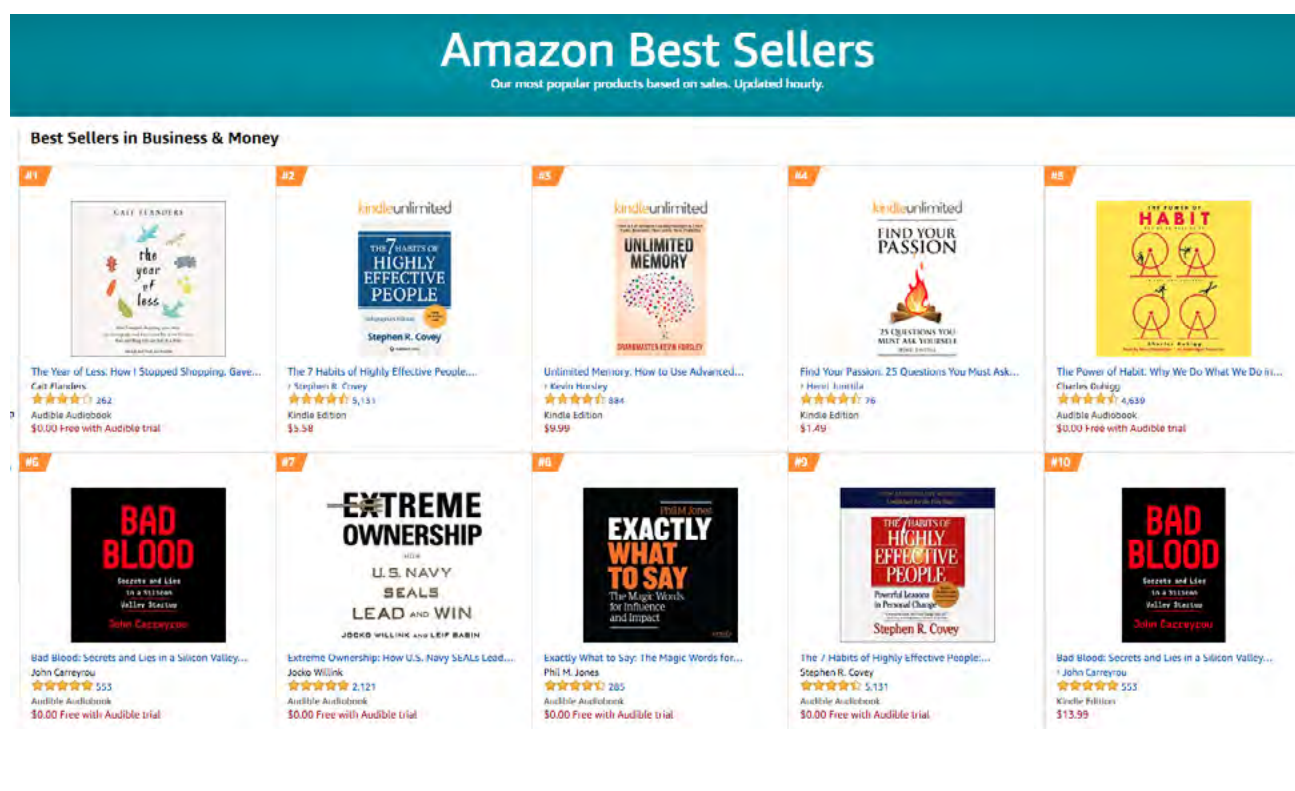 Amazon Best Sellers
Our most popular products based on sales. Updated hourly.
Best Sellers in Business & Money
#1
CAIT FLANDERS
the
year
of
less
The Year of Less: How I Stopped Shopping, Gave...
Cait Flanders
262
Audible Audiobook
$0.00 Free with Audible trial
#2
kindleunlimited
THE 7 HABITS OF
HIGHLY
EFFECTIVE
PEOPLE
Stephen R. Covey
The 7 Habits of Highly Effective People:...
› Stephen R. Covey
5,131
Kindle Edition
$5.58
#3
kindleunlimited
UNLIMITED
MEMORY
GRANDMASTER KEVIN HORSLEY
Unlimited Memory: How to Use Advanced...
› Kevin Horsley
884
Kindle Edition
$9.99
#4
kindleunlimited
FIND YOUR
PASSION
25 QUESTIONS YOU
MUST ASK YOURSELF
HENRI JUNTTILA
Find Your Passion: 25 Questions You Must Ask...
› Henri Junttila
76
Kindle Edition
$1.49
#5
THE POWER OF
HABIT
Charles Duhigg
The Power of Habit: Why We Do What We Do in...
Charles Duhigg
4,639
Audible Audiobook
$0.00 Free with Audible trial
#6
BAD
BLOOD
Secrets and Lies
in a Silicon
Valley Startup
John Carreyrou
Bad Blood: Secrets and Lies in a Silicon Valley...
John Carreyrou
553
Audible Audiobook
$0.00 Free with Audible trial
#7
EXTREME
OWNERSHIP
HOW
U.S. NAVY
SEALS
LEAD AND WIN
JOCKO WILLINK AND LEIF BABIN
Extreme Ownership: How U.S. Navy SEALs Lead...
Jocko Willink
2,121
Audible Audiobook
$0.00 Free with Audible trial
#8
Phil M Jones
EXACTLY
WHAT
TO SAY
The Magic Words
for Influence
and Impact
Exactly What to Say: The Magic Words for...
Phil M. Jones
285
Audible Audiobook
$0.00 Free with Audible trial
#9
THE 7 HABITS OF
HIGHLY
EFFECTIVE
PEOPLE
Powerful Lessons
in Personal Change
Stephen R. Covey
The 7 Habits of Highly Effective People:...
Stephen R. Covey
5,131
Audible Audiobook
$0.00 Free with Audible trial
#10
BAD
BLOOD
Secrets and Lies
in a Silicon
Valley Startup
John Carreyrou
Bad Blood: Secrets and Lies in a Silicon Valley...
› John Carreyrou
553
Kindle Edition
$13.99